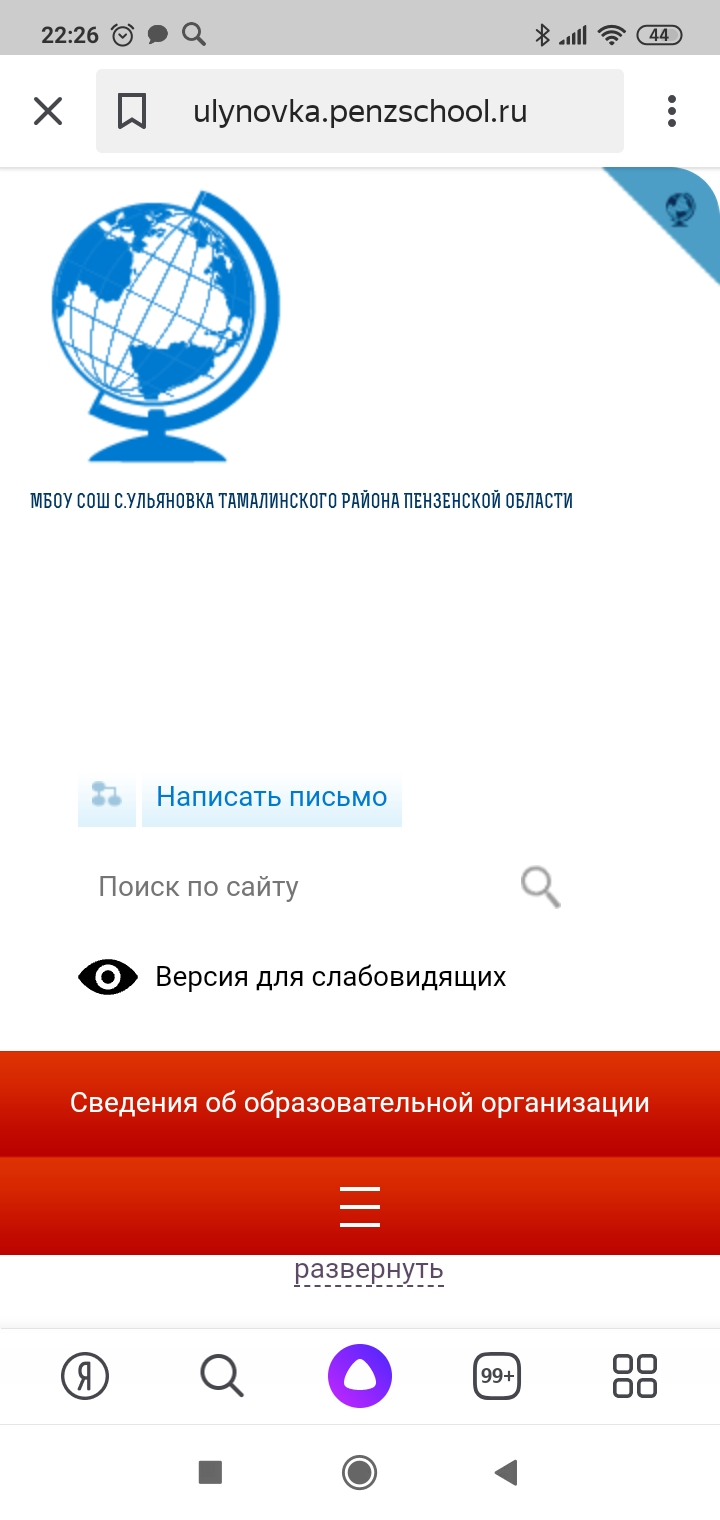 22:26
44
ulynovka.penzschool.ru
МБОУ СОШ С.УЛЬЯНОВКА ТАМАЛИНСКОГО РАЙОНА ПЕНЗЕНСКОЙ ОБЛАСТИ
Написать письмо
Поиск по сайту
Версия для слабовидящих
Сведения об образовательной организации
развернуть
Я
99+